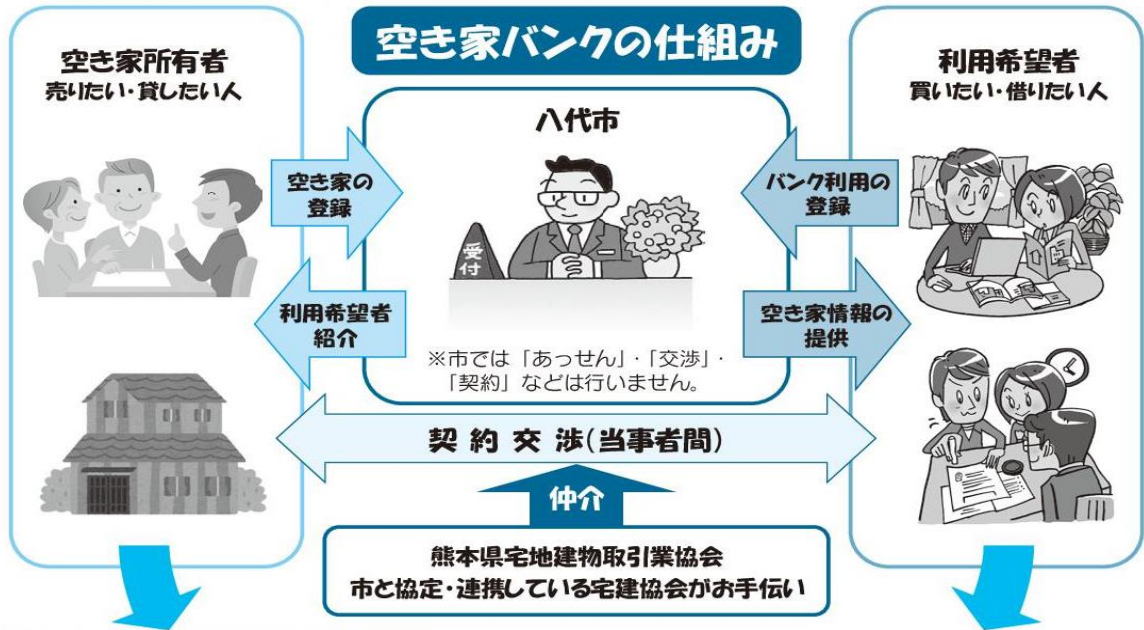 空き家バンクの仕組み
空き家所有者
売りたい・貸したい人
八代市
利用希望者
買いたい・借りたい人
空き家の
登録
バンク利用の
登録
受付
利用希望者
紹介
空き家情報の
提供
※市では「あっせん」・「交渉」・
「契約」などは行いません。
契約交渉(当事者間)
仲介
熊本県宅地建物取引業協会
市と協定・連携している宅建協会がお手伝い